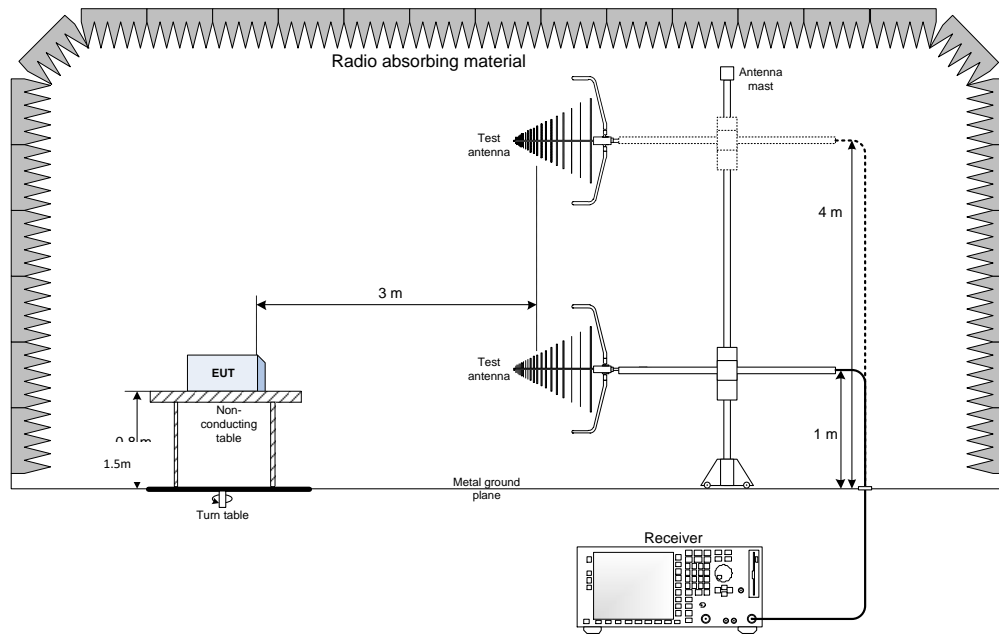 Radio absorbing material
Antenna
mast
Test
antenna
4 m
3 m
Test
antenna
EUT
Non-
conducting
table
1 m
1.5m
Metal ground
plane
Turn table
Receiver